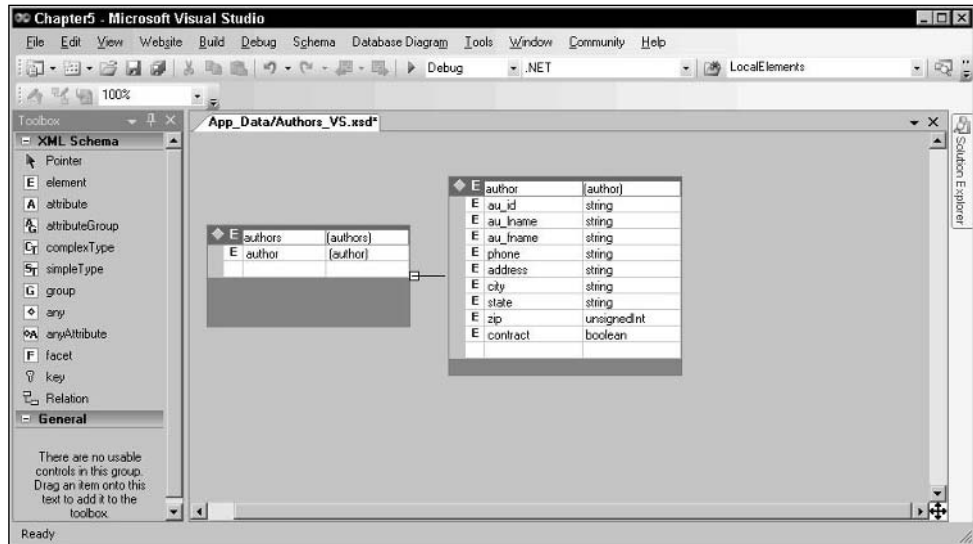 Chapter5 - Microsoft Visual Studio
File Edit View Website Build Debug Schema Database Diagram Tools Window Community Help
Debug .NET LocalElements
100%
Toolbox
App_Data/Authors_VS.xsd*
Solution Explorer
XML Schema
Pointer
E element
A attribute
AG attributeGroup
CT complexType
ST simpleType
G group
any
◊A anyAttribute
F facet
key
Relation
General
There are no usable
controls in this group.
Drag an item onto this
text to add it to the
toolbox.
E authors (authors)
E author (author)
E author (author)
E au_id string
E au_lname string
E au_fname string
E phone string
E address string
E city string
E state string
E zip unsignedInt
E contract boolean
Ready